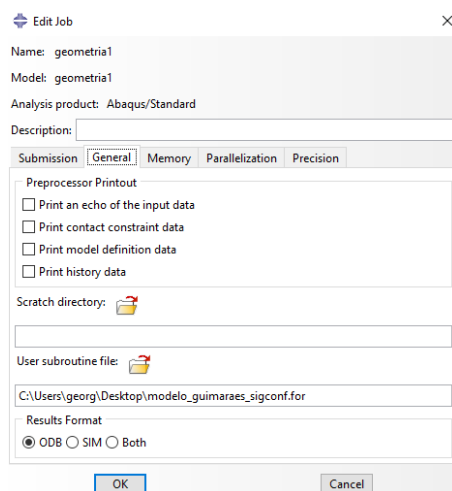 Edit Job
Name: geometria1
Model: geometria1
Analysis product: Abaqus/Standard
Description:
Submission General Memory Parallelization Precision
Preprocessor Printout
Print an echo of the input data
Print contact constraint data
Print model definition data
Print history data
Scratch directory:
User subroutine file:
C:\Users\georg\Desktop\modelo_guimaraes_sigconf.for
Results Format
ODB SIM Both
OK Cancel